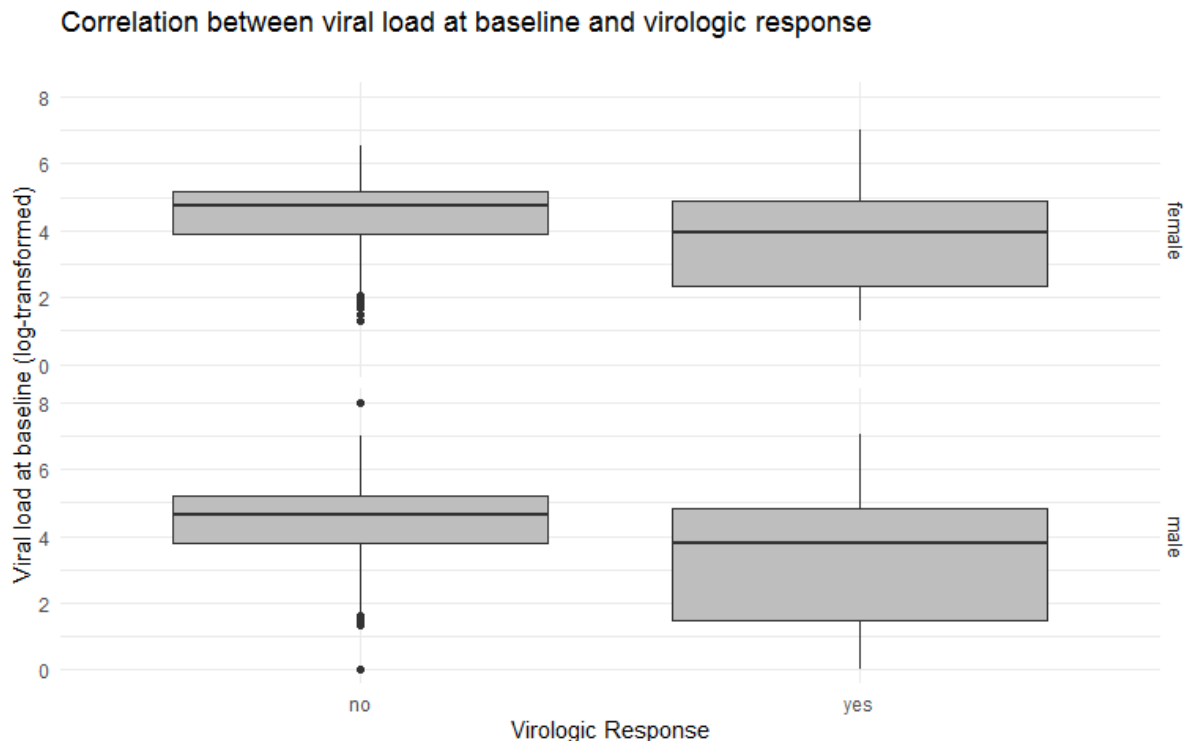 Correlation between viral load at baseline and virologic response
Viral load at baseline (log-transformed)
8
6
4
2
0
female
8
6
4
2
0
male
no
yes
Virologic Response